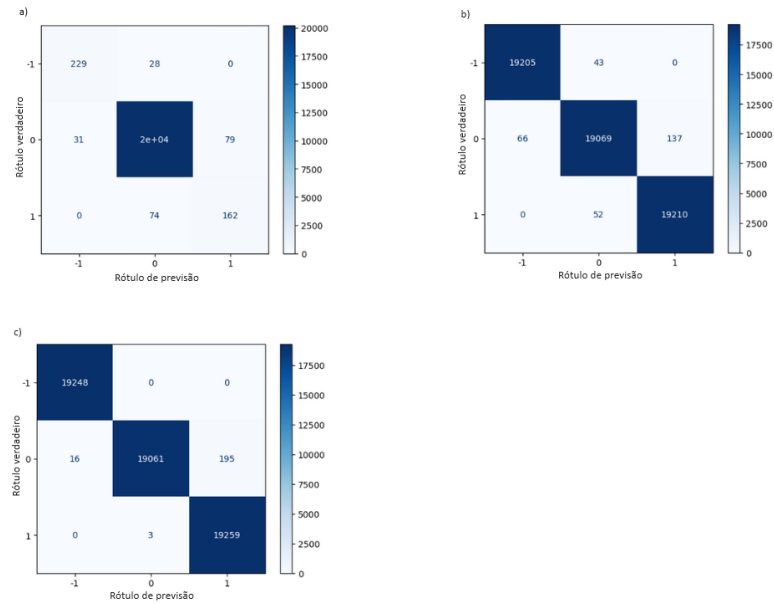 a)
-1 229 28 0
0 31 2e+04 79
1 0 74 162
-1 0 1
Rótulo de previsão
Rótulo verdadeiro
20000
17500
15000
12500
10000
7500
5000
2500
0
b)
-1 19205 43 0
0 66 19069 137
1 0 52 19210
-1 0 1
Rótulo de previsão
Rótulo verdadeiro
17500
15000
12500
10000
7500
5000
2500
0
c)
-1 19248 0 0
0 16 19061 195
1 0 3 19259
-1 0 1
Rótulo de previsão
Rótulo verdadeiro
17500
15000
12500
10000
7500
5000
2500
0